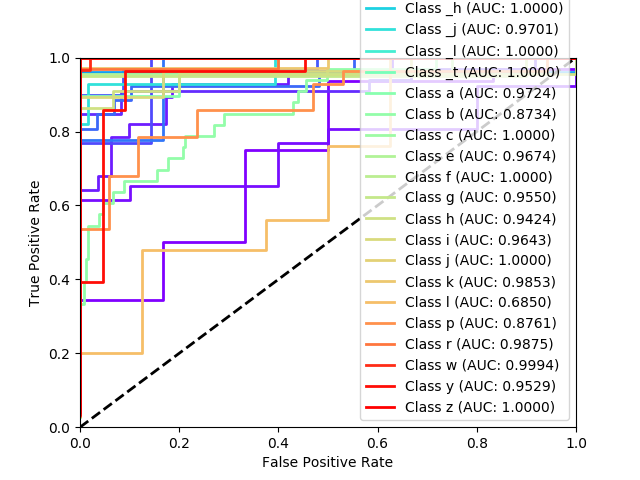 Class _h (AUC: 1.0000)
Class _j (AUC: 0.9701)
Class _l (AUC: 1.0000)
Class _t (AUC: 1.0000)
Class a (AUC: 0.9724)
Class b (AUC: 0.8734)
Class c (AUC: 1.0000)
Class e (AUC: 0.9674)
Class f (AUC: 1.0000)
Class g (AUC: 0.9550)
Class h (AUC: 0.9424)
Class i (AUC: 0.9643)
Class j (AUC: 1.0000)
Class k (AUC: 0.9853)
Class l (AUC: 0.6850)
Class p (AUC: 0.8761)
Class r (AUC: 0.9875)
Class w (AUC: 0.9994)
Class y (AUC: 0.9529)
Class z (AUC: 1.0000)
1.0
0.8
0.6
0.4
0.2
0.0
True Positive Rate
0.0 0.2 0.4 0.6 0.8 1.0
False Positive Rate